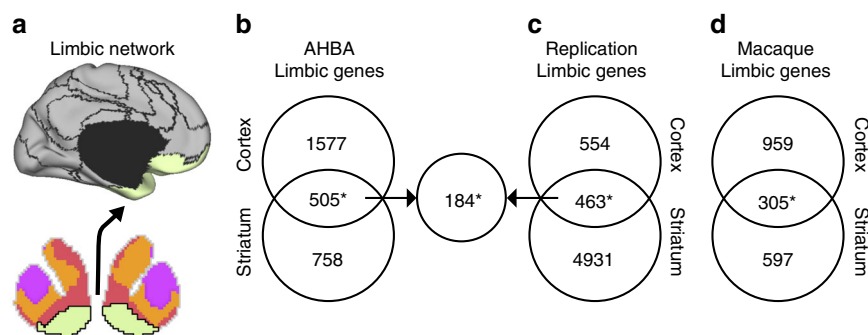 a
Limbic network
b
AHBA
Limbic genes
Cortex
1577
505*
Striatum
758
184*
c
Replication
Limbic genes
Cortex
554
463*
Striatum
4931
d
Macaque
Limbic genes
Cortex
959
305*
Striatum
597